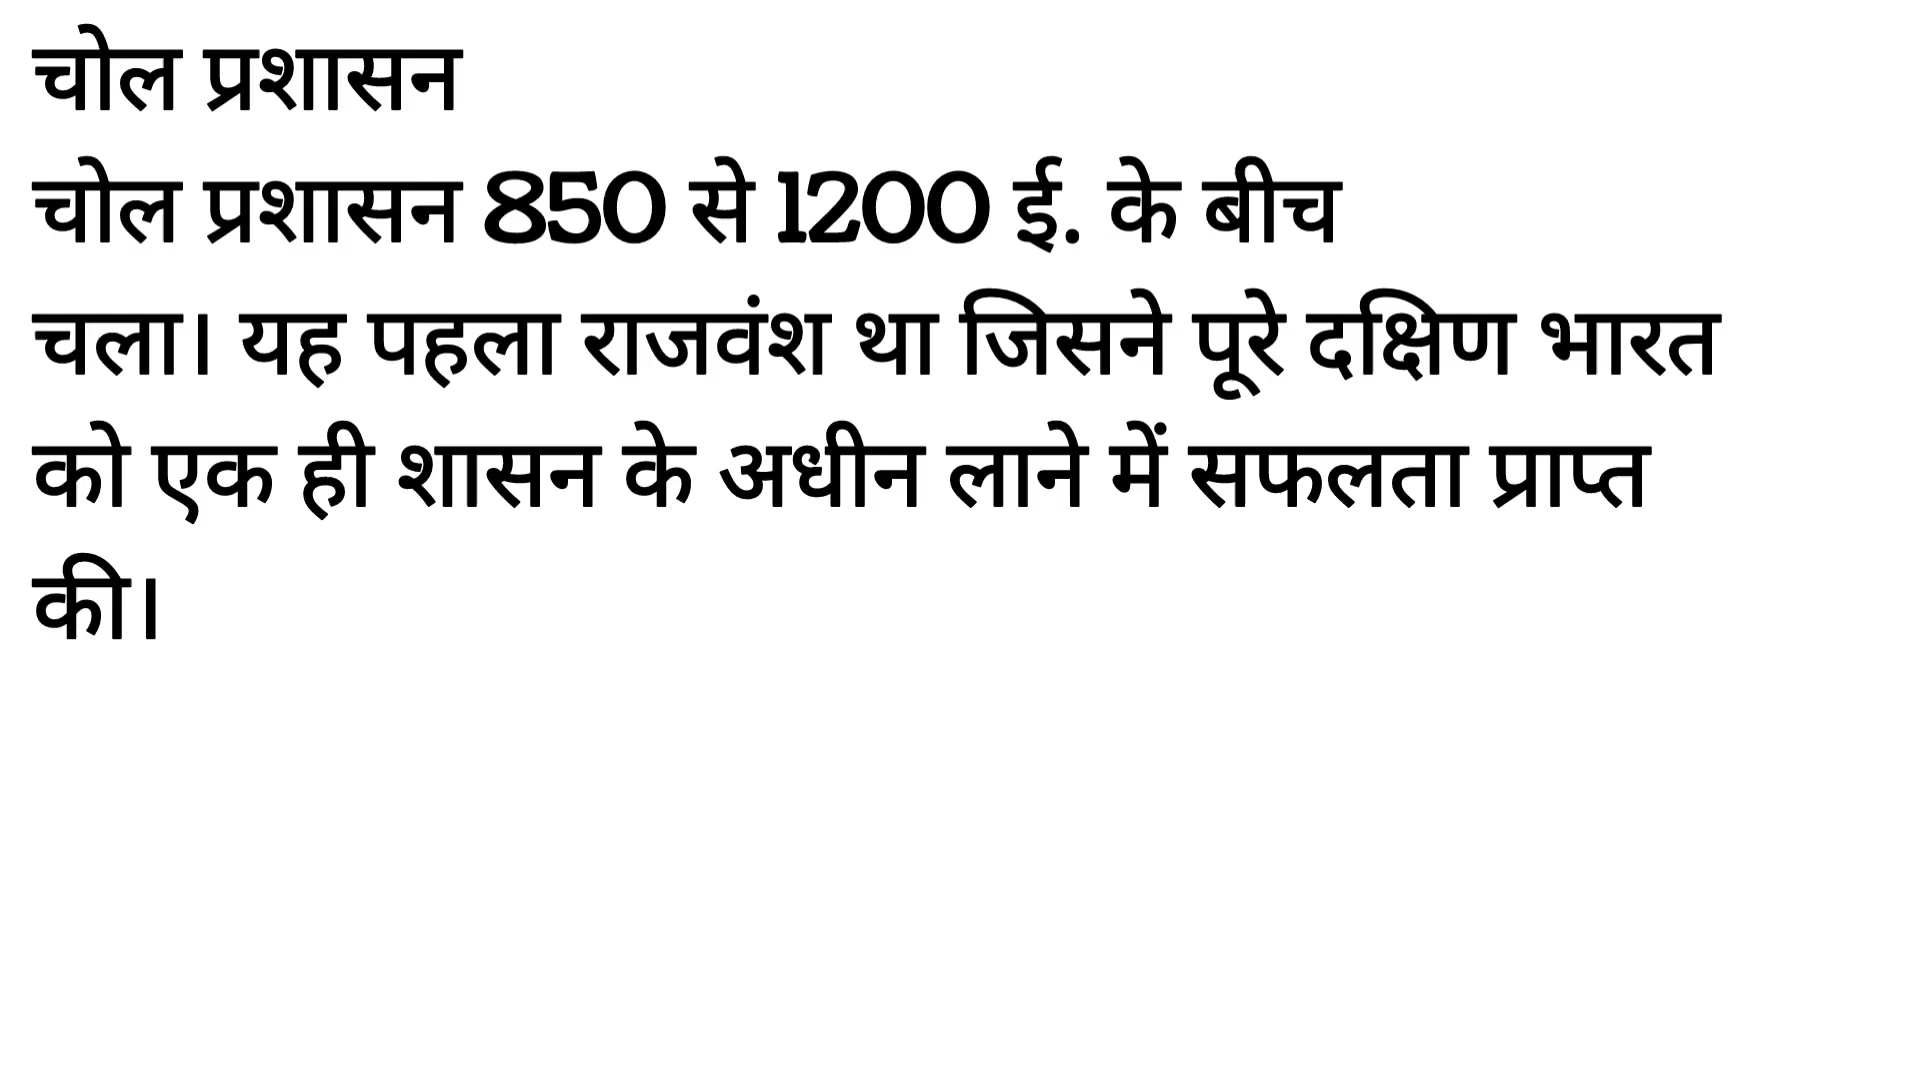 चोल प्रशासन
चोल प्रशासन 850 से 1200 ई. के बीच
चला। यह पहला राजवंश था जिसने पूरे दक्षिण भारत
को एक ही शासन के अधीन लाने में सफलता प्राप्त
की।